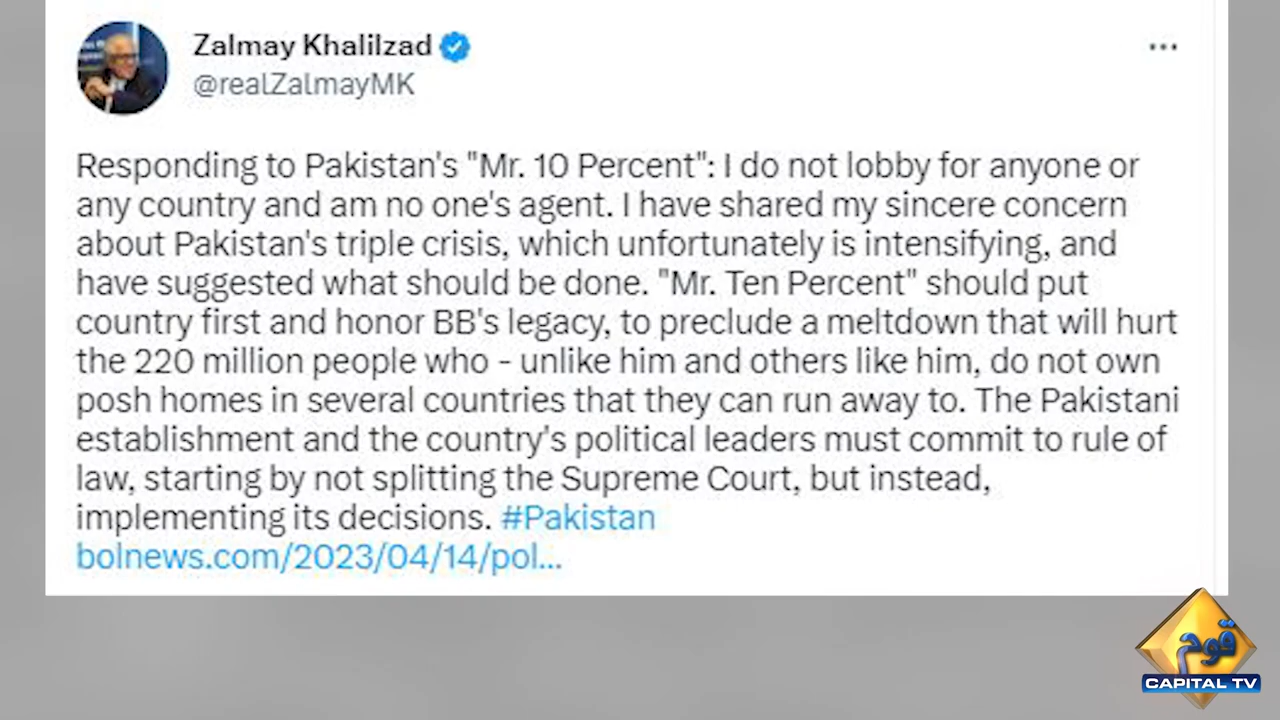 Zalmay Khalilzad
@realZalmayMK
Responding to Pakistan's "Mr. 10 Percent": I do not lobby for anyone or
any country and am no one's agent. I have shared my sincere concern
about Pakistan's triple crisis, which unfortunately is intensifying, and
have suggested what should be done. "Mr. Ten Percent" should put
country first and honor BB's legacy, to preclude a meltdown that will hurt
the 220 million people who - unlike him and others like him, do not own
posh homes in several countries that they can run away to. The Pakistani
establishment and the country's political leaders must commit to rule of
law, starting by not splitting the Supreme Court, but instead,
implementing its decisions. #Pakistan
bolnews.com/2023/04/14/pol...
قوم
CAPITAL TV